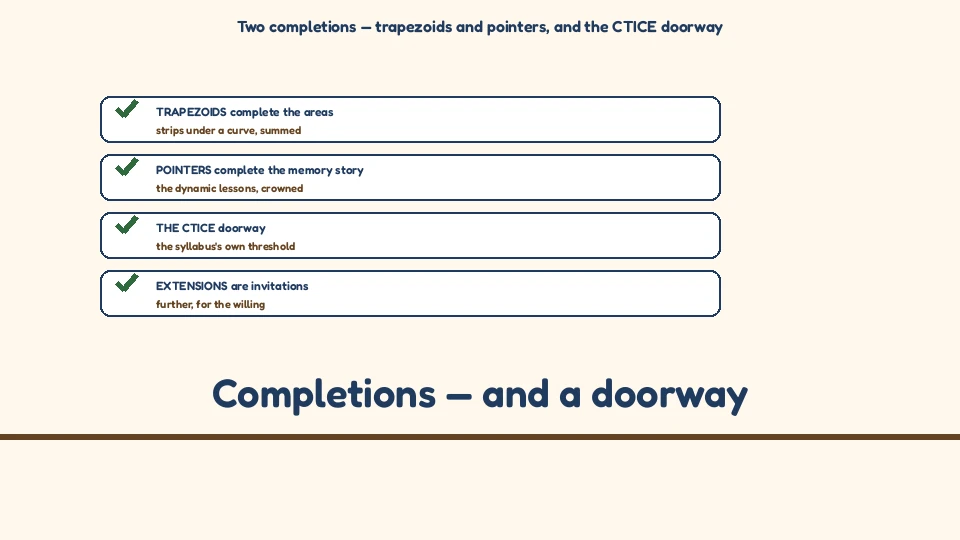 Two completions — trapezoids and pointers, and the CTICE doorway
TRAPEZOIDS complete the areas
strips under a curve, summed
POINTERS complete the memory story
the dynamic lessons, crowned
THE CTICE doorway
the syllabus's own threshold
EXTENSIONS are invitations
further, for the willing
Completions — and a doorway